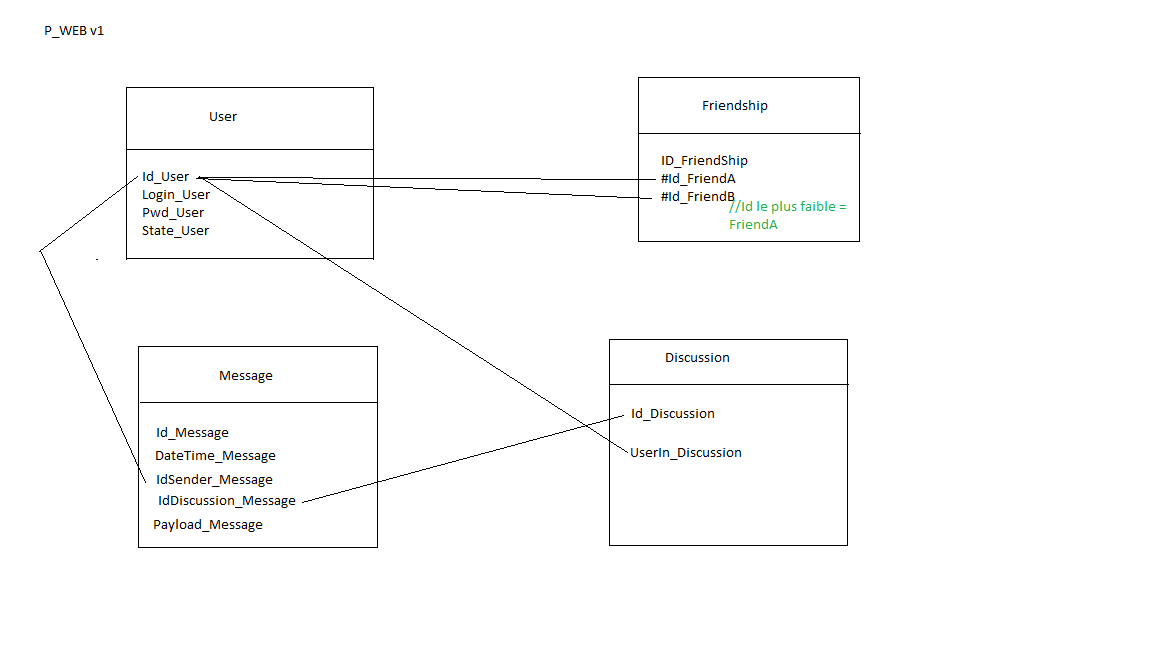 P_WEB v1
User
Id_User
Login_User
Pwd_User
State_User
Friendship
ID_FriendShip
#Id_FriendA
#Id_FriendB
//Id le plus faible =
FriendA
Message
Id_Message
DateTime_Message
IdSender_Message
IdDiscussion_Message
Payload_Message
Discussion
Id_Discussion
UserIn_Discussion